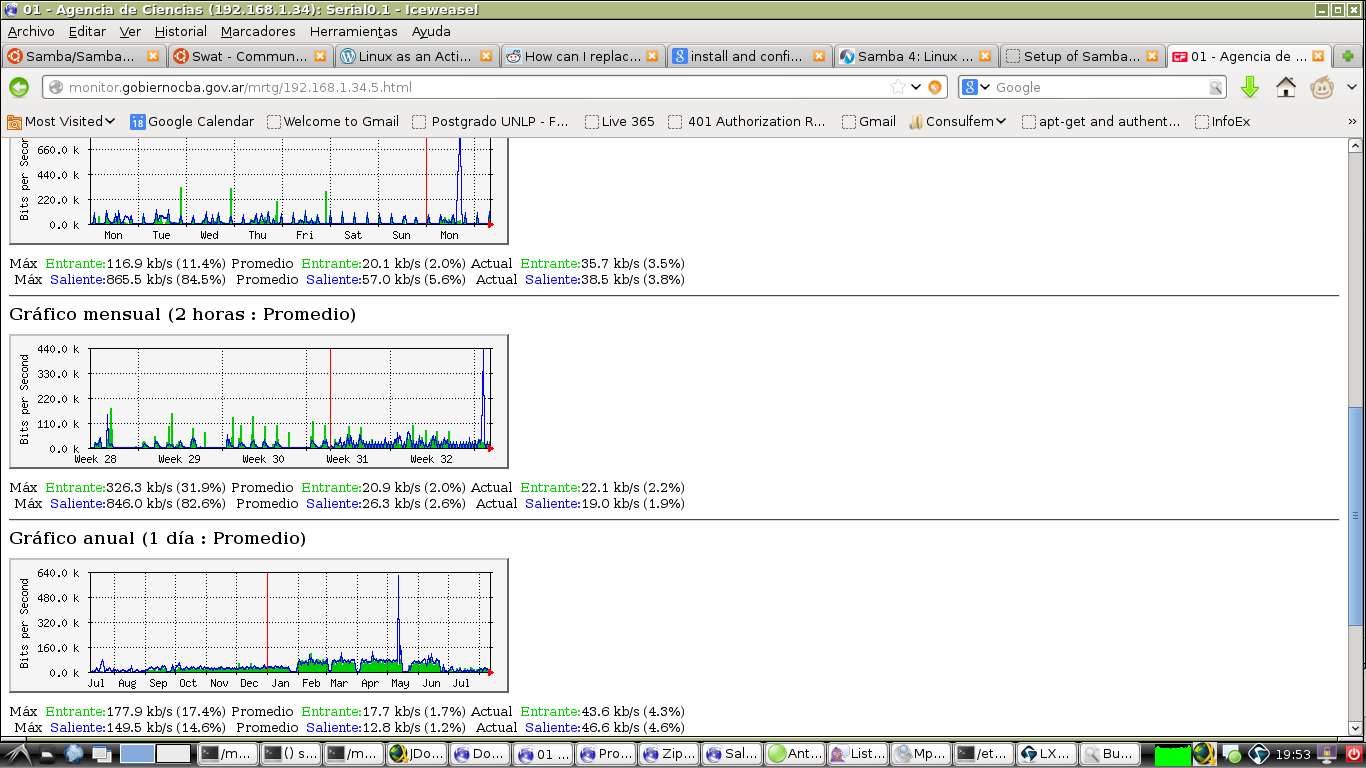 01 - Agencia de Ciencias (192.168.1.34): Serial0.1 - Iceweasel
Archivo Editar Ver Historial Marcadores Herramientas Ayuda
Samba/Samba... Swat - Commun... Linux as an Acti... How can I replac... install and confi... Samba 4: Linux ... Setup of Samba... 01 - Agencia de ...
monitor.gobiernocba.gov.ar/mrtg/192.168.1.34.5.html Google
Most Visited 18 Google Calendar Welcome to Gmail Postgrado UNLP - F... Live 365 401 Authorization R... Gmail Consulfem apt-get and authent... InfoEx »
Bits per Second
660.0 k
440.0 k
220.0 k
0.0 k
Mon Tue Wed Thu Fri Sat Sun Mon
Máx Entrante:116.9 kb/s (11.4%) Promedio Entrante:20.1 kb/s (2.0%) Actual Entrante:35.7 kb/s (3.5%)
Máx Saliente:865.5 kb/s (84.5%) Promedio Saliente:57.0 kb/s (5.6%) Actual Saliente:38.5 kb/s (3.8%)
Gráfico mensual (2 horas : Promedio)
Bits per Second
440.0 k
330.0 k
220.0 k
110.0 k
0.0 k
Week 28 Week 29 Week 30 Week 31 Week 32
Máx Entrante:326.3 kb/s (31.9%) Promedio Entrante:20.9 kb/s (2.0%) Actual Entrante:22.1 kb/s (2.2%)
Máx Saliente:846.0 kb/s (82.6%) Promedio Saliente:26.3 kb/s (2.6%) Actual Saliente:19.0 kb/s (1.9%)
Gráfico anual (1 día : Promedio)
Bits per Second
640.0 k
480.0 k
320.0 k
160.0 k
0.0 k
Jul Aug Sep Oct Nov Dec Jan Feb Mar Apr May Jun Jul
Máx Entrante:177.9 kb/s (17.4%) Promedio Entrante:17.7 kb/s (1.7%) Actual Entrante:43.6 kb/s (4.3%)
Máx Saliente:149.5 kb/s (14.6%) Promedio Saliente:12.8 kb/s (1.2%) Actual Saliente:46.6 kb/s (4.6%)
/m... () s... /m... JDo... Do... 01 ... Pro... Zip... Sal... Ant... List... Mp... /et... LX... Bu... 19:53